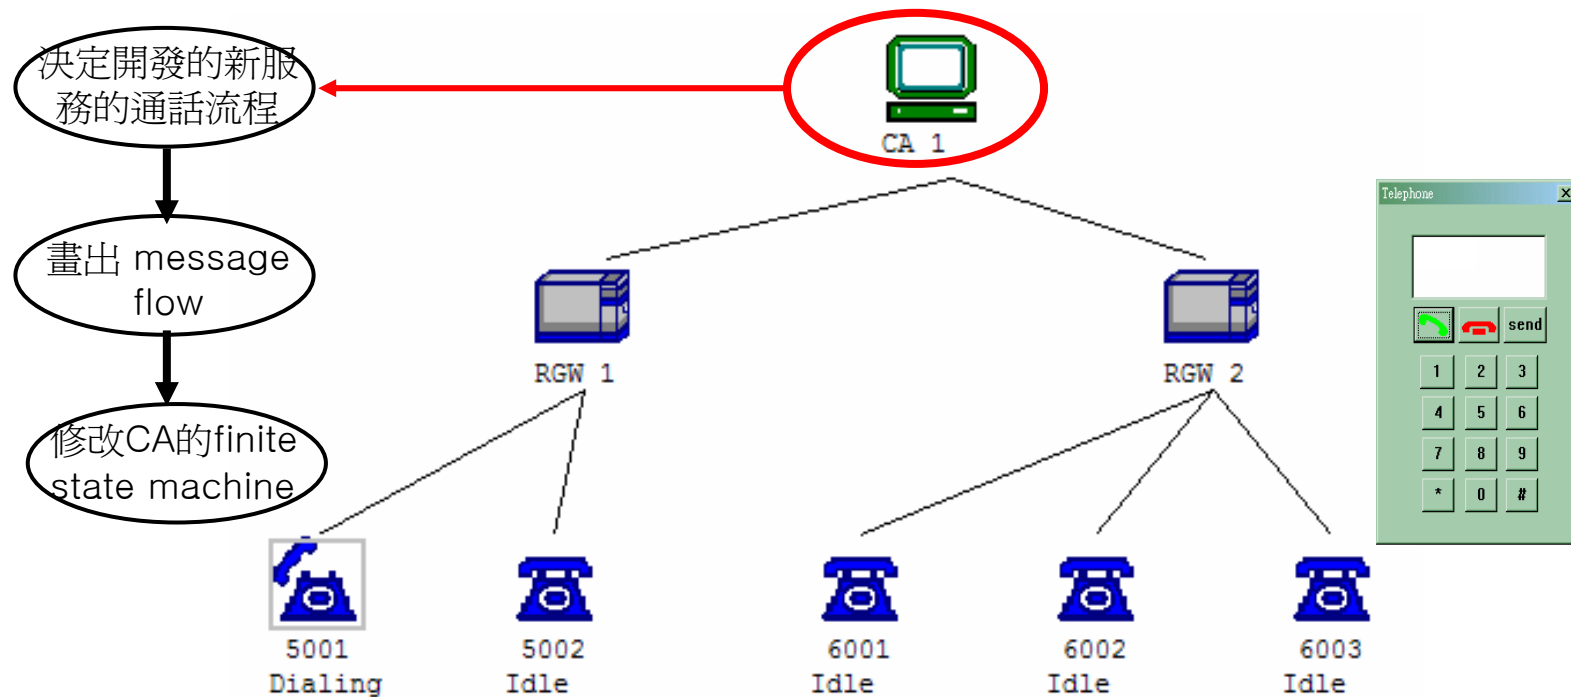 決定開發的新服
務的通話流程
畫出 message
flow
修改CA的finite
state machine
CA 1
RGW 1
RGW 2
5001
Dialing
5002
Idle
6001
Idle
6002
Idle
6003
Idle
Telephone
send
1 2 3
4 5 6
7 8 9
* 0 #